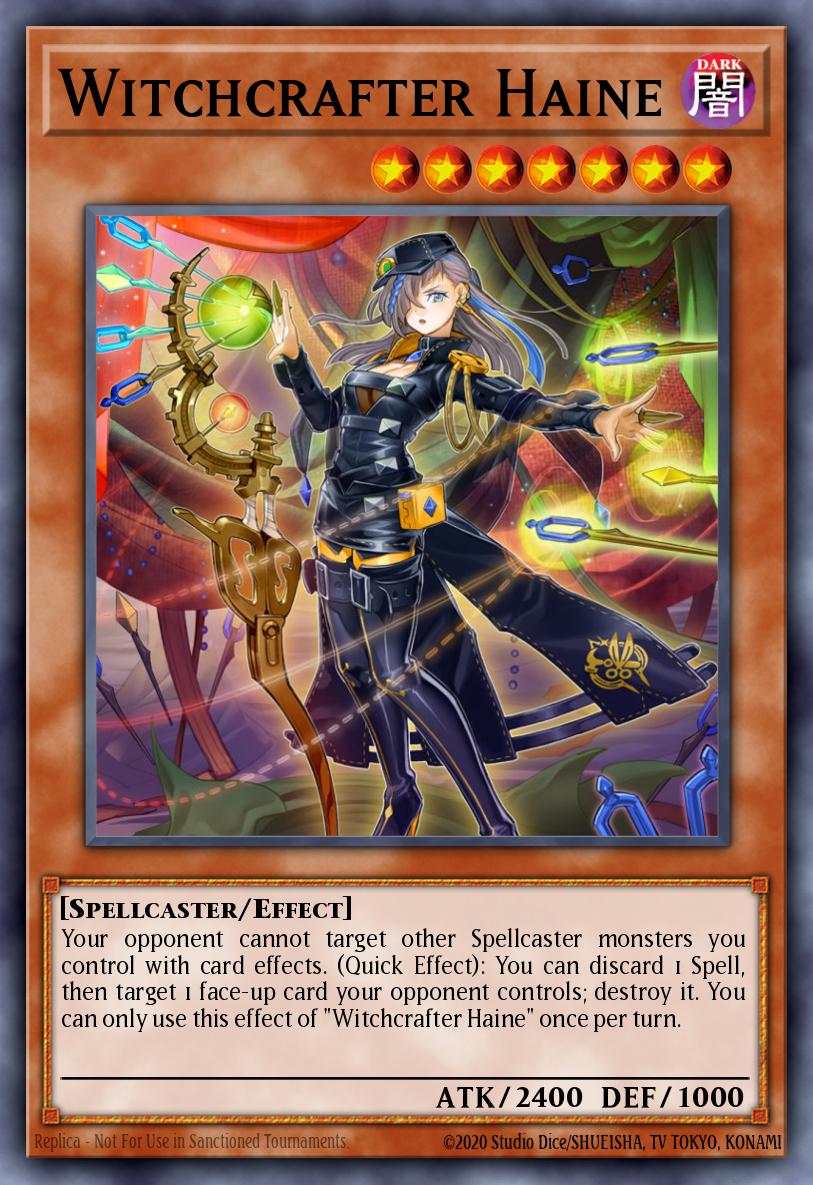 Witchcrafter Haine
DARK
闇
[Spellcaster/Effect]
Your opponent cannot target other Spellcaster monsters you
control with card effects. (Quick Effect): You can discard 1 Spell,
then target 1 face-up card your opponent controls; destroy it. You
can only use this effect of "Witchcrafter Haine" once per turn.
ATK/2400 DEF/1000
Replica - Not For Use in Sanctioned Tournaments.
©2020 Studio Dice/SHUEISHA, TV TOKYO, KONAMI